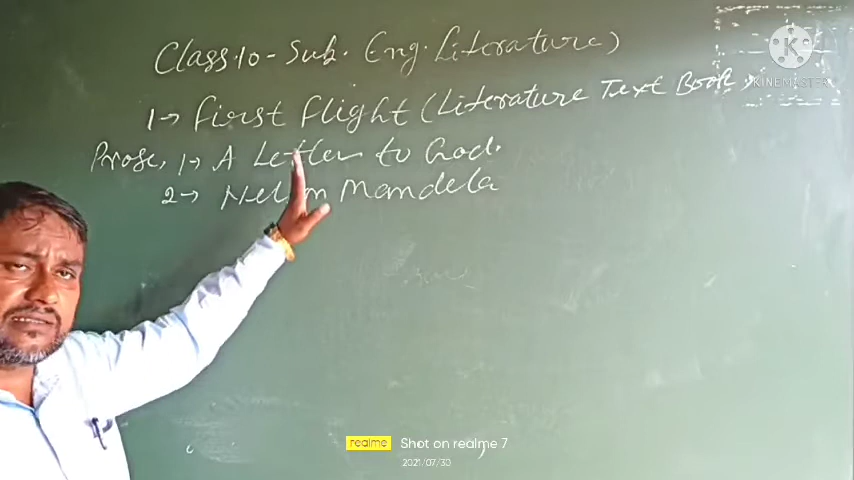 Class.10 - Sub. Eng. Literature)
1→ First flight (Literature Text Book
Prose, 1→ A Letter to God.
2→ Nelson Mandela
KINEMASTER
realme Shot on realme 7
2021/07/30